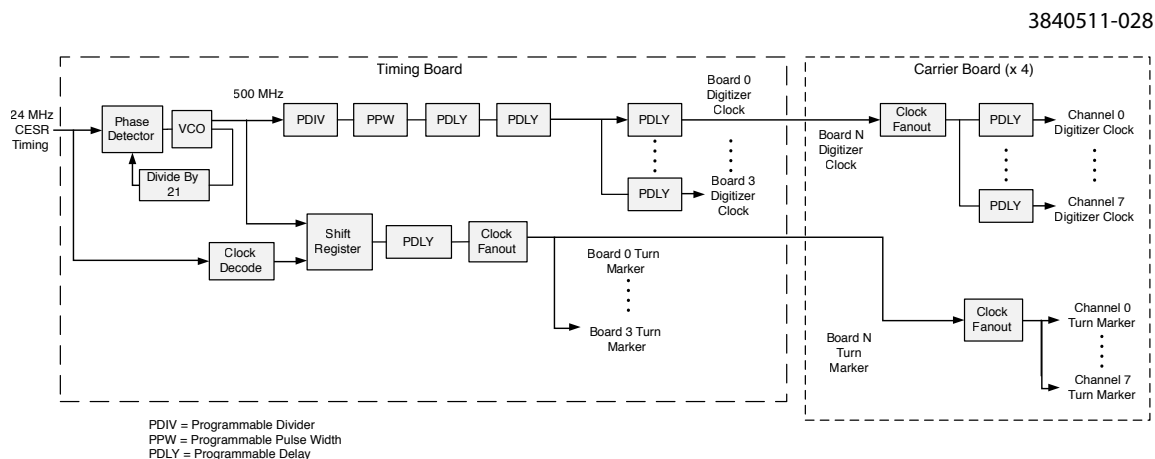 3840511-028
Timing Board
Carrier Board (x 4)
24 MHz
CESR
Timing
Phase
Detector
VCO
500 MHz
Divide By
21
PDIV
PPW
PDLY
PDLY
PDLY
PDLY
Board 0
Digitizer
Clock
Board 3
Digitizer
Clock
Clock
Decode
Shift
Register
PDLY
Clock
Fanout
Board 0 Turn
Marker
Board 3 Turn
Marker
Board N
Digitizer
Clock
Clock
Fanout
PDLY
PDLY
Channel 0
Digitizer Clock
Channel 7
Digitizer Clock
Board N
Turn
Marker
Clock
Fanout
Channel 0
Turn Marker
Channel 7
Turn Marker
PDIV = Programmable Divider
PPW = Programmable Pulse Width
PDLY = Programmable Delay